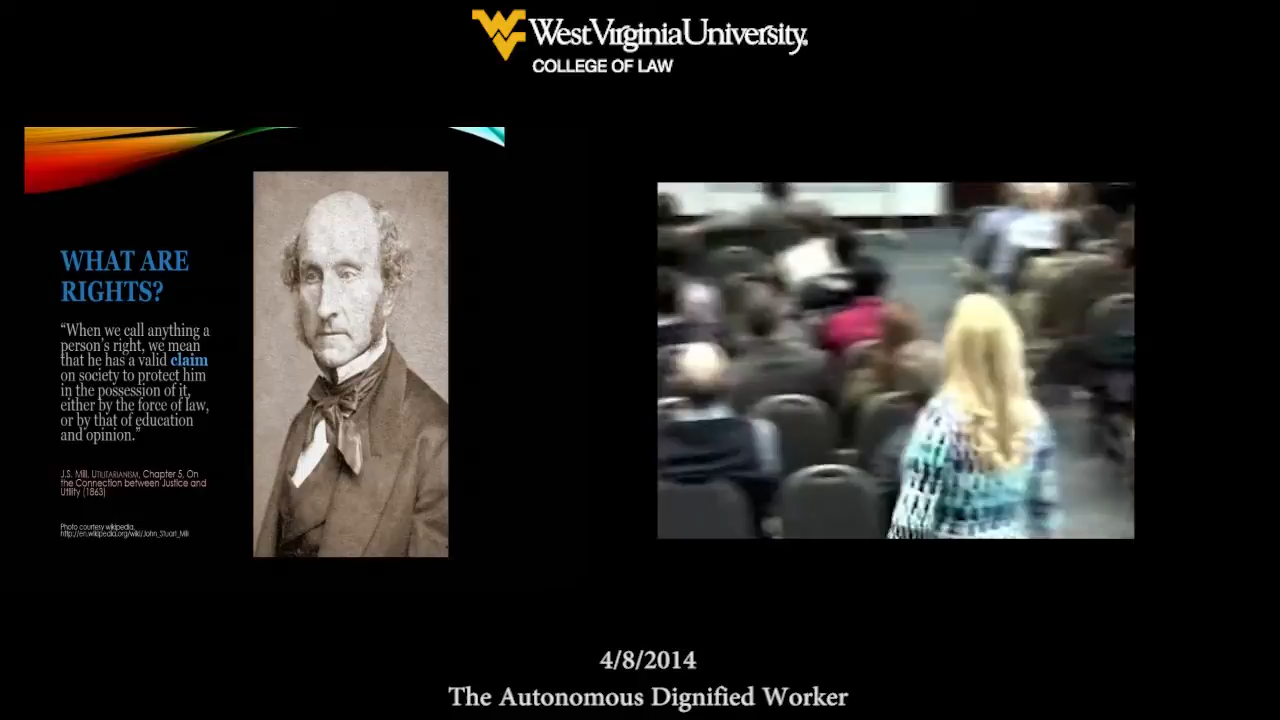 WestVirginiaUniversity.
COLLEGE OF LAW
WHAT ARE
RIGHTS?
“When we call anything a
person’s right, we mean
that he has a valid claim
on society to protect him
in the possession of it,
either by the force of law,
or by that of education
and opinion.”
J.S. Mill, UTILITARIANISM, Chapter 5, On
the Connection between Justice and
Utility (1863)
Photo courtesy wikipedia,
http://en.wikipedia.org/wiki/John_Stuart_Mill
4/8/2014
The Autonomous Dignified Worker